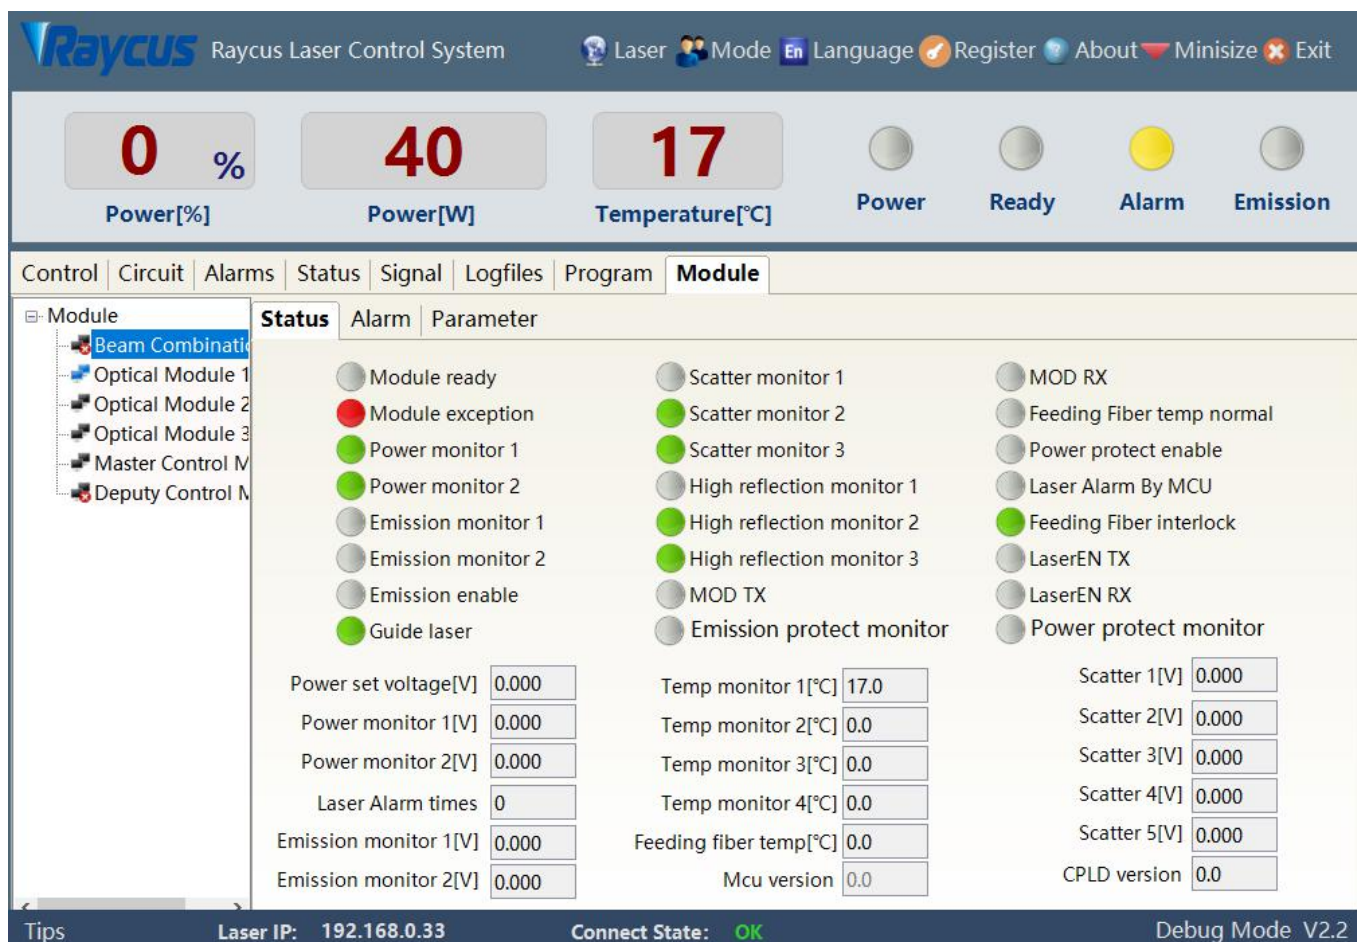 Raycus Raycus Laser Control System Laser Mode En Language Register About Minisize Exit
0 % 40 17
Power[%] Power[W] Temperature[℃] Power Ready Alarm Emission
Control Circuit Alarms Status Signal Logfiles Program Module
Module
Beam Combinatio
Optical Module 1
Optical Module 2
Optical Module 3
Master Control M
Deputy Control M
Status Alarm Parameter
Module ready Scatter monitor 1 MOD RX
Module exception Scatter monitor 2 Feeding Fiber temp normal
Power monitor 1 Scatter monitor 3 Power protect enable
Power monitor 2 High reflection monitor 1 Laser Alarm By MCU
Emission monitor 1 High reflection monitor 2 Feeding Fiber interlock
Emission monitor 2 High reflection monitor 3 LaserEN TX
Emission enable MOD TX LaserEN RX
Guide laser Emission protect monitor Power protect monitor
Power set voltage[V] 0.000 Temp monitor 1[℃] 17.0 Scatter 1[V] 0.000
Power monitor 1[V] 0.000 Temp monitor 2[℃] 0.0 Scatter 2[V] 0.000
Power monitor 2[V] 0.000 Temp monitor 3[℃] 0.0 Scatter 3[V] 0.000
Laser Alarm times 0 Temp monitor 4[℃] 0.0 Scatter 4[V] 0.000
Emission monitor 1[V] 0.000 Feeding fiber temp[℃] 0.0 Scatter 5[V] 0.000
Emission monitor 2[V] 0.000 Mcu version 0.0 CPLD version 0.0
Tips Laser IP: 192.168.0.33 Connect State: OK Debug Mode V2.2